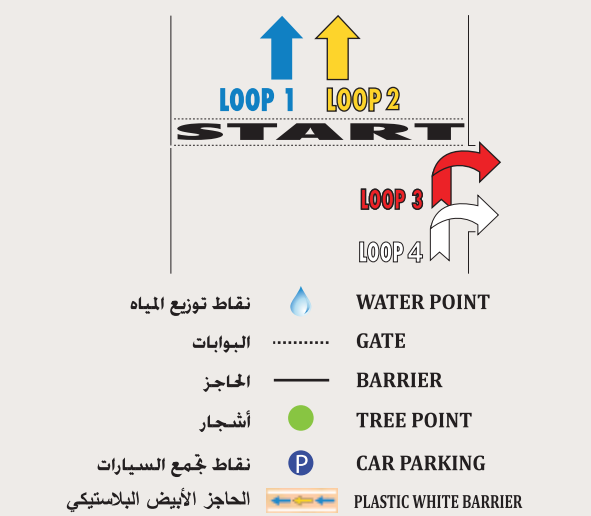 LOOP 1 LOOP 2
START
LOOP 3
LOOP 4
نقاط توزيع المياه WATER POINT
البوابات GATE
الحاجز BARRIER
أشجار TREE POINT
نقاط تجمع السيارات P CAR PARKING
الحاجز الأبيض البلاستيكي PLASTIC WHITE BARRIER